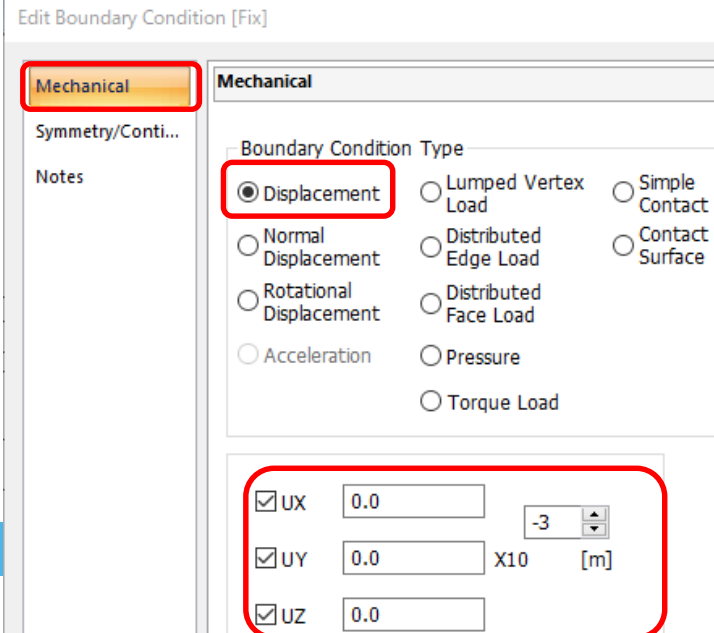 Edit Boundary Condition [Fix]
Mechanical
Symmetry/Conti...
Notes
Mechanical
Boundary Condition Type
Displacement
Lumped Vertex
Load
Simple
Contact
Normal
Displacement
Distributed
Edge Load
Contact
Surface
Rotational
Displacement
Distributed
Face Load
Acceleration
Pressure
Torque Load
UX 0.0
-3
UY 0.0 X10 [m]
UZ 0.0